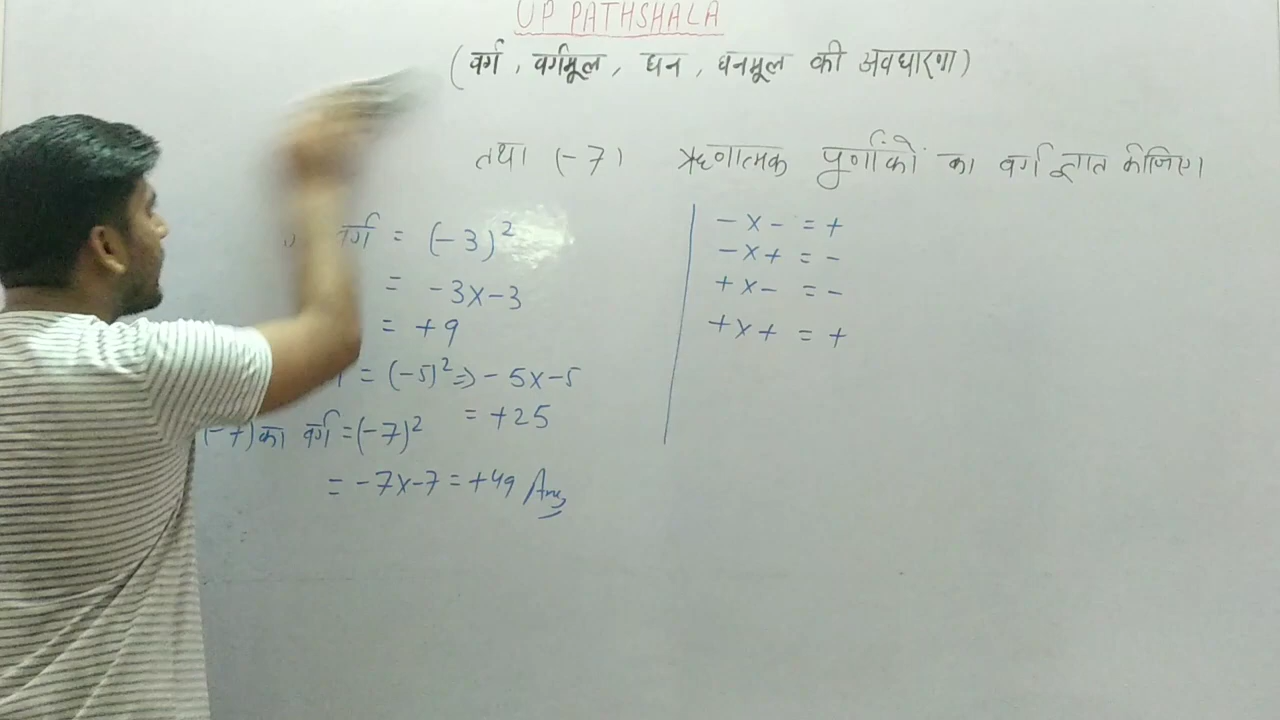 UP PATHSHALA
(वर्ग, वर्गमूल, घन, घनमूल की अवधारणा)
तथा (-7) ऋणात्मक पूर्णांकों का वर्ग ज्ञात कीजिए।
वर्ग = (-3)²
= -3x-3
= +9
= (-5)² => -5x-5
= +25
(-7) का वर्ग = (-7)²
= -7x-7 = +49 Ans
- x - = +
- x + = -
+ x - = -
+ x + = +